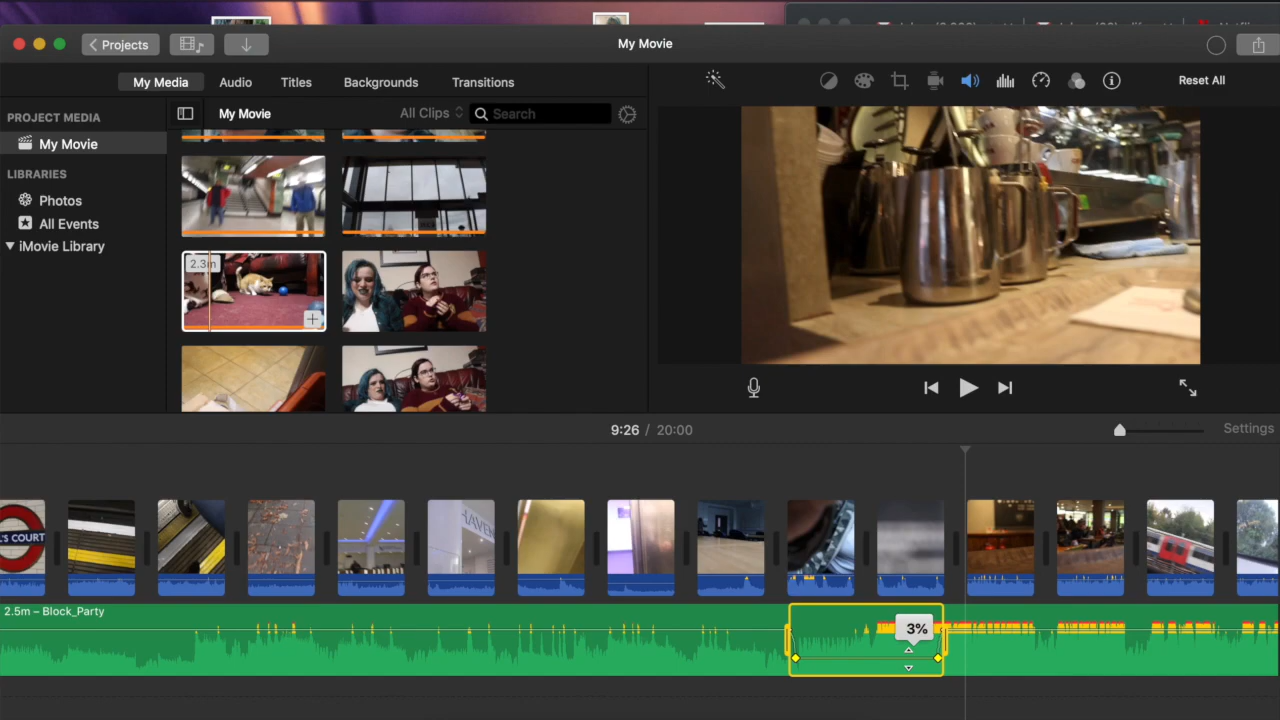 Projects
My Movie
My Media
Audio
Titles
Backgrounds
Transitions
Reset All
PROJECT MEDIA
My Movie
All Clips
Search
My Movie
LIBRARIES
Photos
All Events
iMovie Library
2.3m
9:26 / 20:00
Settings
L'S COURT
HAVEN
2.5m – Block_Party
3%